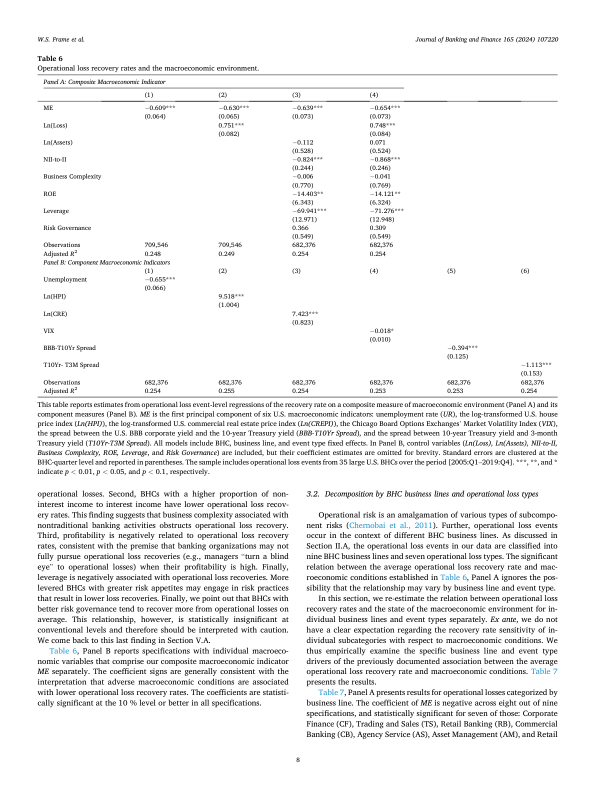 W.S. Frame et al.
Journal of Banking and Finance 165 (2024) 107220
Table 6
Operational loss recovery rates and the macroeconomic environment.
Panel A: Composite Macroeconomic Indicator
(1) (2) (3) (4)
ME −0.609*** −0.630*** −0.639*** −0.654***
(0.064) (0.065) (0.073) (0.073)
Ln(Loss) 0.751*** 0.748***
(0.082) (0.084)
Ln(Assets) −0.112 0.071
(0.528) (0.524)
NII-to-II −0.824*** −0.868***
(0.244) (0.246)
Business Complexity −0.006 −0.041
(0.770) (0.769)
ROE −14.403** −14.121**
(6.343) (6.324)
Leverage −69.941*** −71.276***
(12.971) (12.948)
Risk Governance 0.366 0.309
(0.549) (0.549)
Observations 709,546 709,546 682,376 682,376
Adjusted R² 0.248 0.249 0.254 0.254
Panel B: Component Macroeconomic Indicators
(1) (2) (3) (4) (5) (6)
Unemployment −0.655***
(0.066)
Ln(HPI) 9.518***
(1.004)
Ln(CRE) 7.423***
(0.823)
VIX −0.018*
(0.010)
BBB-T10Yr Spread −0.394***
(0.125)
T10Yr- T3M Spread −1.113***
(0.153)
Observations 682,376 682,376 682,376 682,376 682,376 682,376
Adjusted R² 0.254 0.255 0.254 0.253 0.253 0.254
This table reports estimates from operational loss event-level regressions of the recovery rate on a composite measure of macroeconomic environment (Panel A) and its
component measures (Panel B). ME is the first principal component of six U.S. macroeconomic indicators: unemployment rate (UR), the log-transformed U.S. house
price index (Ln(HPI)), the log-transformed U.S. commercial real estate price index (Ln(CREPI)), the Chicago Board Options Exchanges' Market Volatility Index (VIX),
the spread between the U.S. BBB corporate yield and the 10-year Treasury yield (BBB-T10Yr Spread), and the spread between 10-year Treasury yield and 3-month
Treasury yield (T10Yr-T3M Spread). All models include BHC, business line, and event type fixed effects. In Panel B, control variables (Ln(Loss), Ln(Assets), NII-to-II,
Business Complexity, ROE, Leverage, and Risk Governance) are included, but their coefficient estimates are omitted for brevity. Standard errors are clustered at the
BHC-quarter level and reported in parentheses. The sample includes operational loss events from 35 large U.S. BHCs over the period [2005:Q1–2019:Q4]. ***, **, and *
indicate p < 0.01, p < 0.05, and p < 0.1, respectively.
operational losses. Second, BHCs with a higher proportion of non-
interest income to interest income have lower operational loss recov-
ery rates. This finding suggests that business complexity associated with
nontraditional banking activities obstructs operational loss recovery.
Third, profitability is negatively related to operational loss recovery
rates, consistent with the premise that banking organizations may not
fully pursue operational loss recoveries (e.g., managers "turn a blind
eye" to operational losses) when their profitability is high. Finally,
leverage is negatively associated with operational loss recoveries. More
levered BHCs with greater risk appetites may engage in risk practices
that result in lower loss recoveries. Finally, we point out that BHCs with
better risk governance tend to recover more from operational losses on
average. This relationship, however, is statistically insignificant at
conventional levels and therefore should be interpreted with caution.
We come back to this last finding in Section V.A.
Table 6, Panel B reports specifications with individual macroeco-
nomic variables that comprise our composite macroeconomic indicator
ME separately. The coefficient signs are generally consistent with the
interpretation that adverse macroeconomic conditions are associated
with lower operational loss recovery rates. The coefficients are statisti-
cally significant at the 10 % level or better in all specifications.
3.2. Decomposition by BHC business lines and operational loss types
Operational risk is an amalgamation of various types of subcompo-
nent risks (Chernobai et al., 2011). Further, operational loss events
occur in the context of different BHC business lines. As discussed in
Section II.A, the operational loss events in our data are classified into
nine BHC business lines and seven operational loss types. The significant
relation between the average operational loss recovery rate and mac-
roeconomic conditions established in Table 6, Panel A ignores the pos-
sibility that the relationship may vary by business line and event type.
In this section, we re-estimate the relation between operational loss
recovery rates and the state of the macroeconomic environment for in-
dividual business lines and event types separately. Ex ante, we do not
have a clear expectation regarding the recovery rate sensitivity of in-
dividual subcategories with respect to macroeconomic conditions. We
thus empirically examine the specific business line and event type
drivers of the previously documented association between the average
operational loss recovery rate and macroeconomic conditions. Table 7
presents the results.
Table 7, Panel A presents results for operational losses categorized by
business line. The coefficient of ME is negative across eight out of nine
specifications, and statistically significant for seven of those: Corporate
Finance (CF), Trading and Sales (TS), Retail Banking (RB), Commercial
Banking (CB), Agency Service (AS), Asset Management (AM), and Retail
8